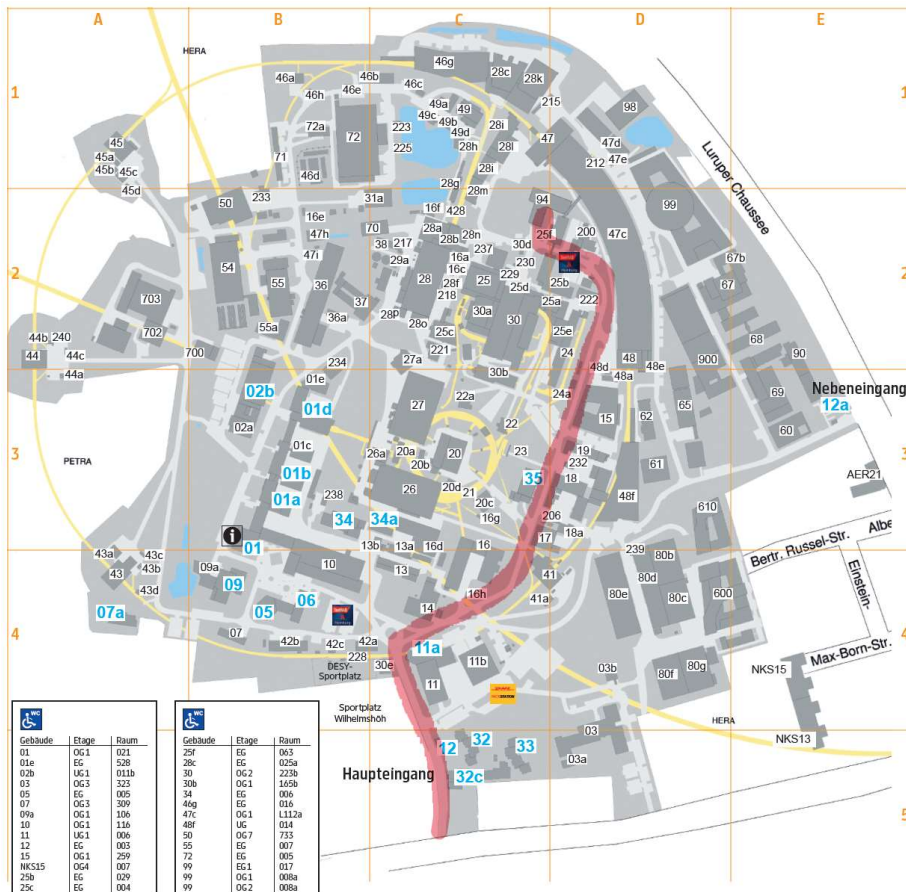 A B C D E
HERA
46g
46b
28c
46a
46c
28k
46e
1
1
46h
49a
49
215
98
49c
49b
72a
223
28i
49d
72
47
47d
45
225
28h
28l
45a
71
212
47e
45b
45c
28i
46d
28g
45d
28m
94
99
50
233
31a
16f
428
Luruper Chaussee
16e
70
28a
25f
200
47c
47h
28b
28n
38
217
237
30d
47i
16a
29a
230
67b
54
16c
2
2
36
28
229
55
28f
25
25d
25b
67
703
37
218
25a
222
28p
30a
36a
28o
30
68
55a
25c
25e
44b
240
702
90
221
24
44
44c
700
234
27a
48
900
48d
48e
44a
01e
30b
48a
Nebeneingang
02b
69
22a
24a
12a
01d
27
15
65
62
02a
22
60
01c
3
3
26a
20a
20
23
19
PETRA
20b
232
61
01b
26
35
18
AER21
20d
01a
238
21
48f
20c
610
34
34a
206
16g
18a
i
17
Bertr. Russel-Str.
Albe
01
13b
13a
16d
16
239
43a
43c
80b
09a
10
43b
43
13
41
80d
Einstein-
09
43d
16h
80e
80c
600
06
41a
07a
05
14
4
4
07
42b
42c
42a
11a
Max-Born-Str.
228
DESY-
Sportplatz
30e
11b
03b
80g
NKS15
80f
11
Sportplatz
Wilhelmshöh
HERA
03
NKS13
12
32
33
03a
Haupteingang
32c
5
WC
Gebäude Etage Raum
01 OG1 021
01e EG 528
02b UG1 011b
03 OG3 323
05 EG 005
07 OG3 309
09a OG1 106
10 OG1 116
11 UG1 006
12 EG 003
15 OG1 259
NKS15 OG4 007
25b EG 029
25c EG 004
WC
Gebäude Etage Raum
25f EG 063
28c EG 025a
30 OG2 223b
30b OG1 165b
34 EG 006
46g EG 016
47c OG1 L112a
48f UG 014
50 OG7 733
55 EG 007
72 EG 005
99 EG1 017
99 OG1 008a
99 OG2 008a